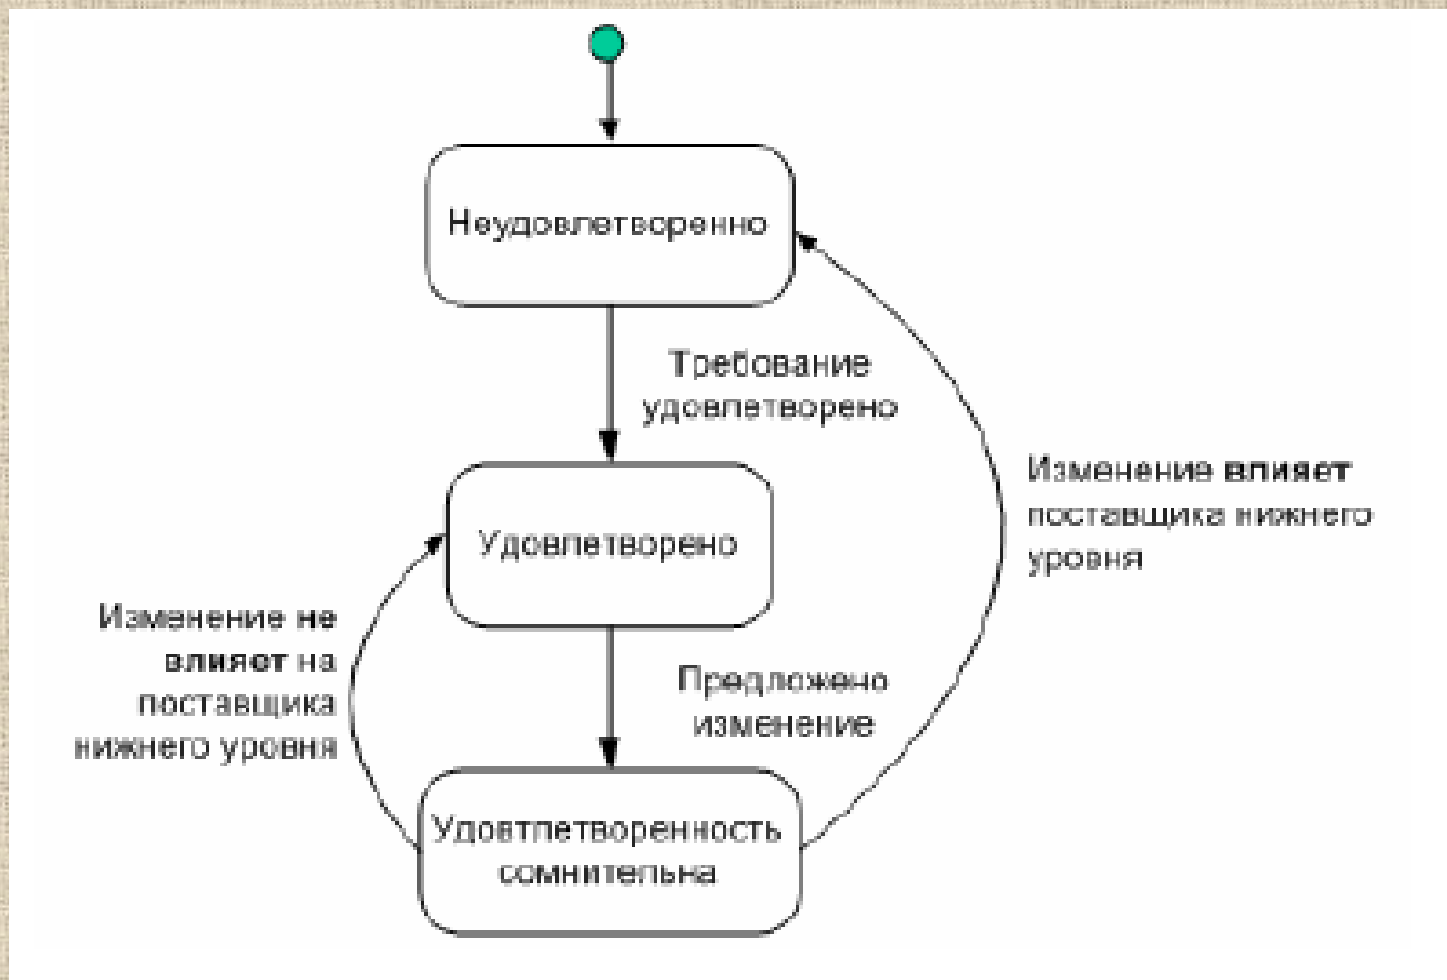 Неудовлетворенно
Требование
удовлетворено
Изменение влияет
поставщика нижнего
уровня
Удовлетворено
Изменение не
влияет на
поставщика
нижнего уровня
Предложено
изменение
Удовтлетворенность
сомнительна